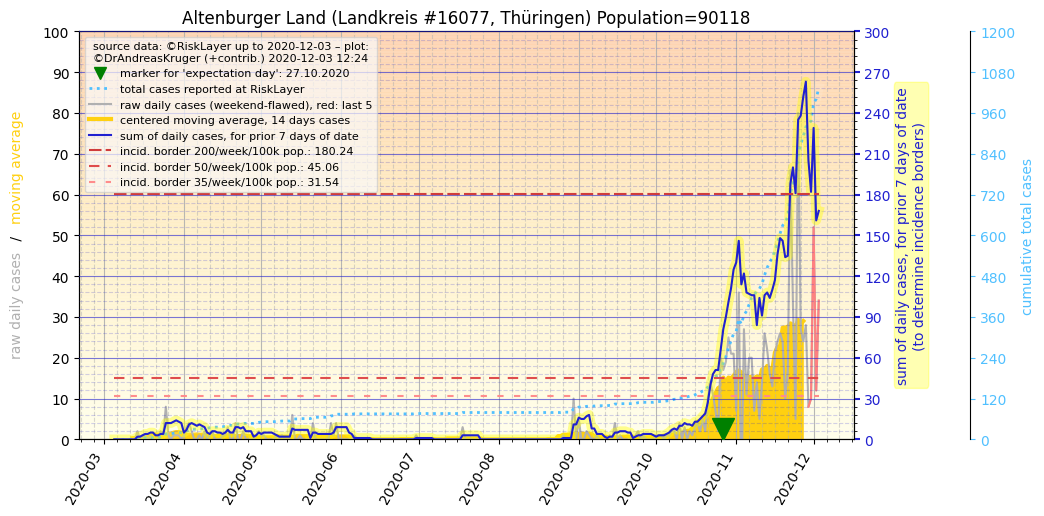 Altenburger Land (Landkreis #16077, Thüringen) Population=90118
source data: ©RiskLayer up to 2020-12-03 – plot:
©DrAndreasKruger (+contrib.) 2020-12-03 12:24
marker for 'expectation day': 27.10.2020
total cases reported at RiskLayer
raw daily cases (weekend-flawed), red: last 5
centered moving average, 14 days cases
sum of daily cases, for prior 7 days of date
incid. border 200/week/100k pop.: 180.24
incid. border 50/week/100k pop.: 45.06
incid. border 35/week/100k pop.: 31.54
raw daily cases / moving average
100
90
80
70
60
50
40
30
20
10
0
2020-03
2020-04
2020-05
2020-06
2020-07
2020-08
2020-09
2020-10
2020-11
2020-12
300
270
240
210
180
150
120
90
60
30
0
sum of daily cases, for prior 7 days of date
(to determine incidence borders)
1200
1080
960
840
720
600
480
360
240
120
0
cumulative total cases